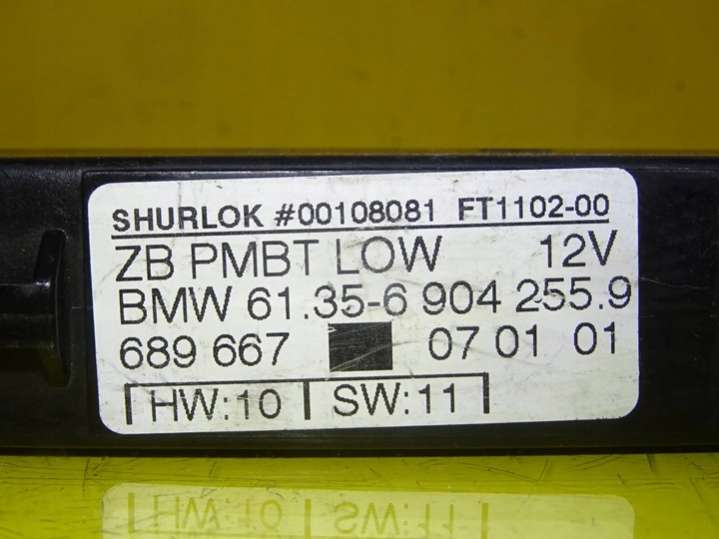 SHURLOK #00108081 FT1102-00
ZB PMBT LOW 12V
BMW 61.35-6 904 255.9
689 667 07 01 01
HW:10 SW:11